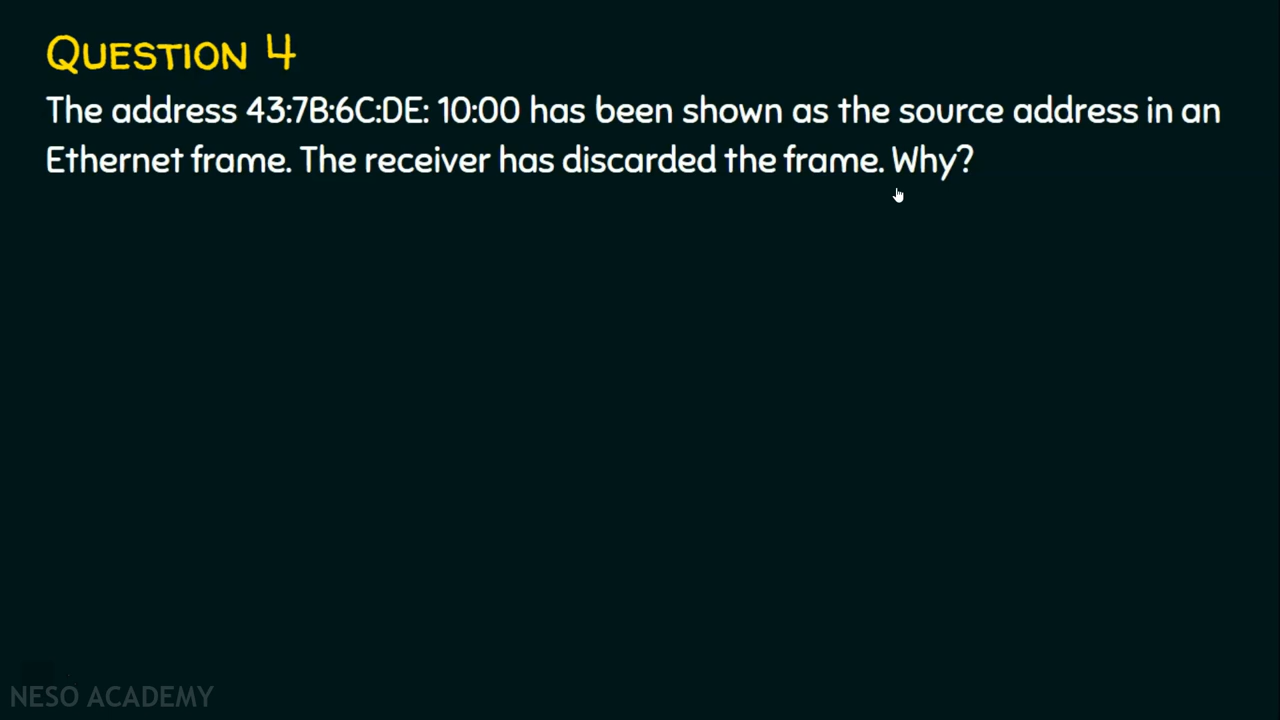 QUESTION 4
The address 43:7B:6C:DE: 10:00 has been shown as the source address in an
Ethernet frame. The receiver has discarded the frame. Why?
NESO ACADEMY